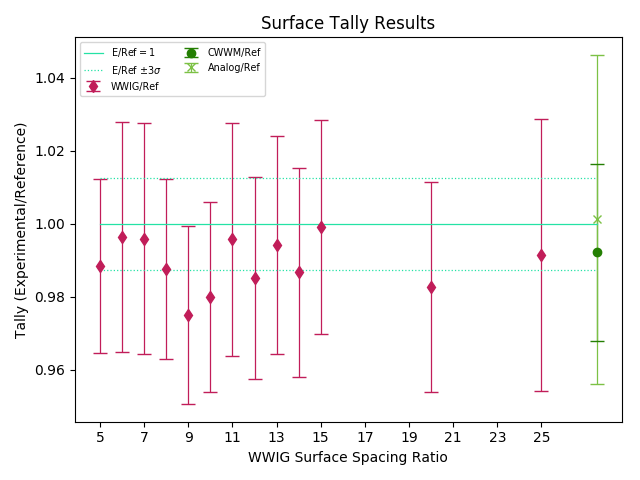 Surface Tally Results
E/Ref = 1
E/Ref ±3σ
WWIG/Ref
CWWM/Ref
Analog/Ref
Tally (Experimental/Reference)
1.04
1.02
1.00
0.98
0.96
5 7 9 11 13 15 17 19 21 23 25
WWIG Surface Spacing Ratio